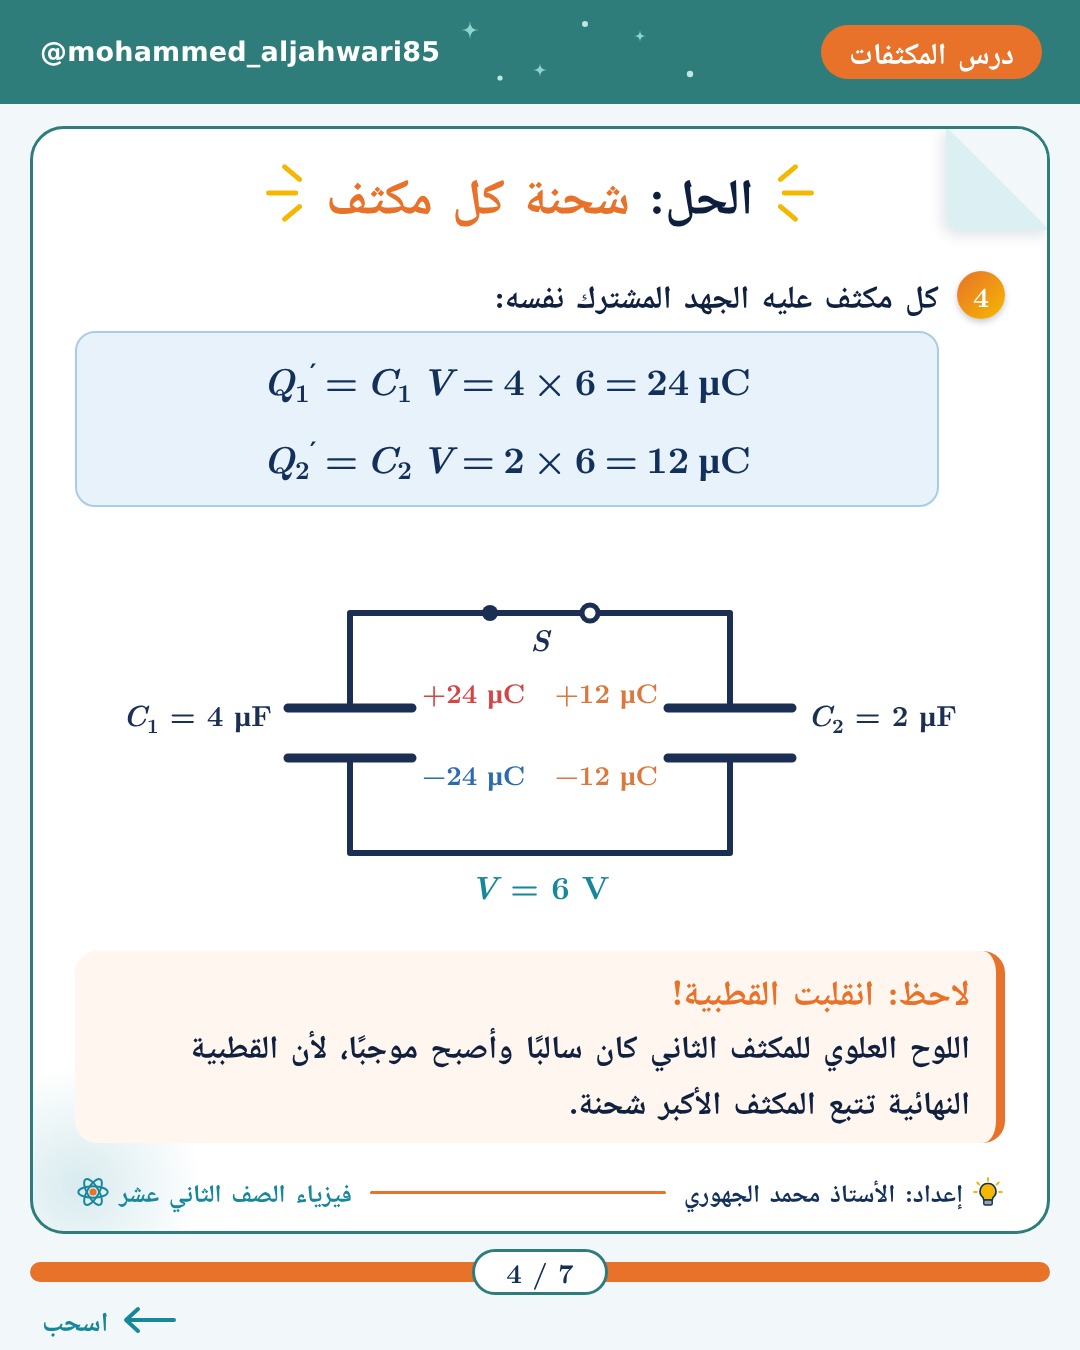 @mohammed_aljahwari85
درس المكثفات
الحل: شحنة كل مكثف
4
كل مكثف عليه الجهد المشترك نفسه:
Q₁′ = C₁ V = 4 × 6 = 24 µC
Q₂′ = C₂ V = 2 × 6 = 12 µC
S
+24 µC +12 µC
C₁ = 4 µF
C₂ = 2 µF
−24 µC −12 µC
V = 6 V
لاحظ: انقلبت القطبية!
اللوح العلوي للمكثف الثاني كان سالبًا وأصبح موجبًا، لأن القطبية
النهائية تتبع المكثف الأكبر شحنة.
إعداد: الأستاذ محمد الجهوري
فيزياء الصف الثاني عشر
4 / 7
اسحب